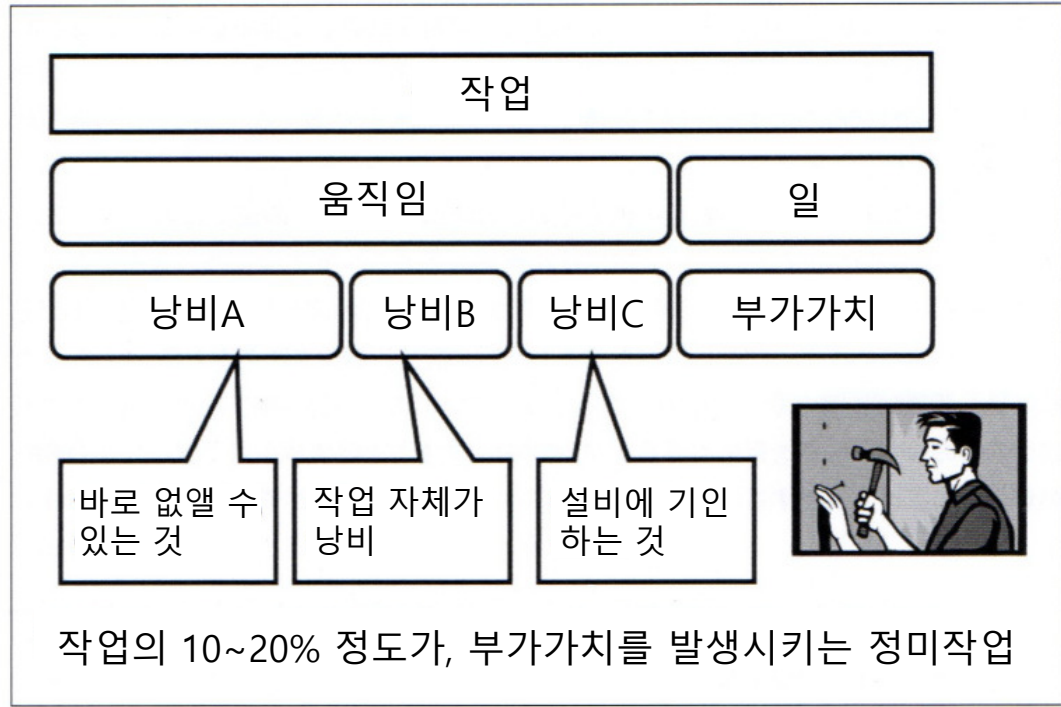 작업
움직임
일
낭비A
낭비B
낭비C
부가가치
바로 없앨 수
있는 것
작업 자체가
낭비
설비에 기인
하는 것
작업의 10~20% 정도가, 부가가치를 발생시키는 정미작업